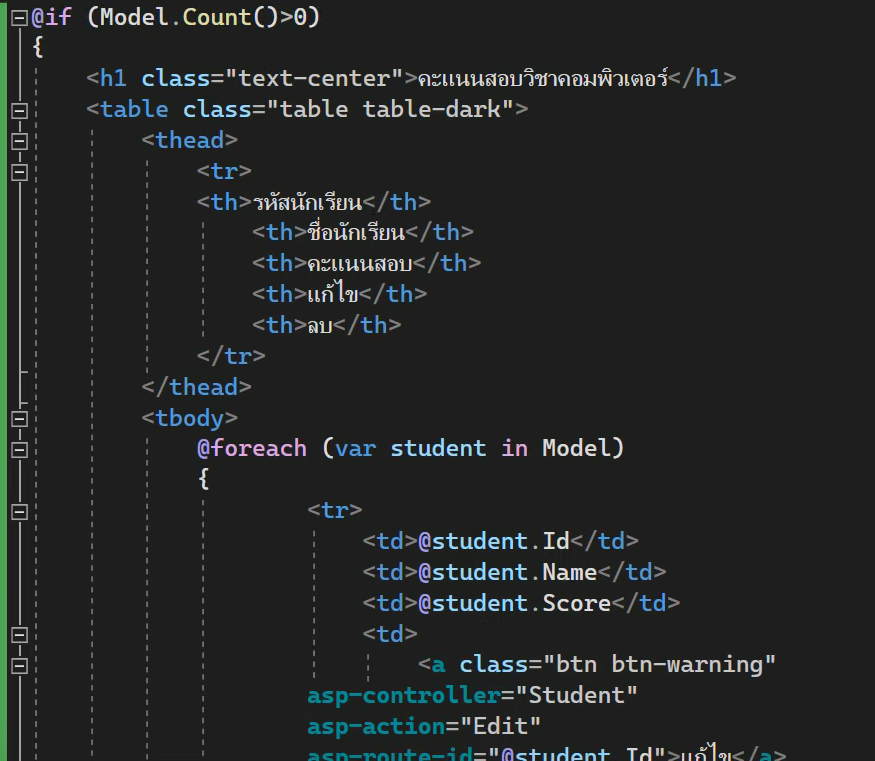 @if (Model.Count()>0)
{
<h1 class="text-center">คะแนนสอบวิชาคอมพิวเตอร์</h1>
<table class="table table-dark">
<thead>
<tr>
<th>รหัสนักเรียน</th>
<th>ชื่อนักเรียน</th>
<th>คะแนนสอบ</th>
<th>แก้ไข</th>
<th>ลบ</th>
</tr>
</thead>
<tbody>
@foreach (var student in Model)
{
<tr>
<td>@student.Id</td>
<td>@student.Name</td>
<td>@student.Score</td>
<td>
<a class="btn btn-warning"
asp-controller="Student"
asp-action="Edit"
asp-route-id="@student.Id">แก้ไข</a>